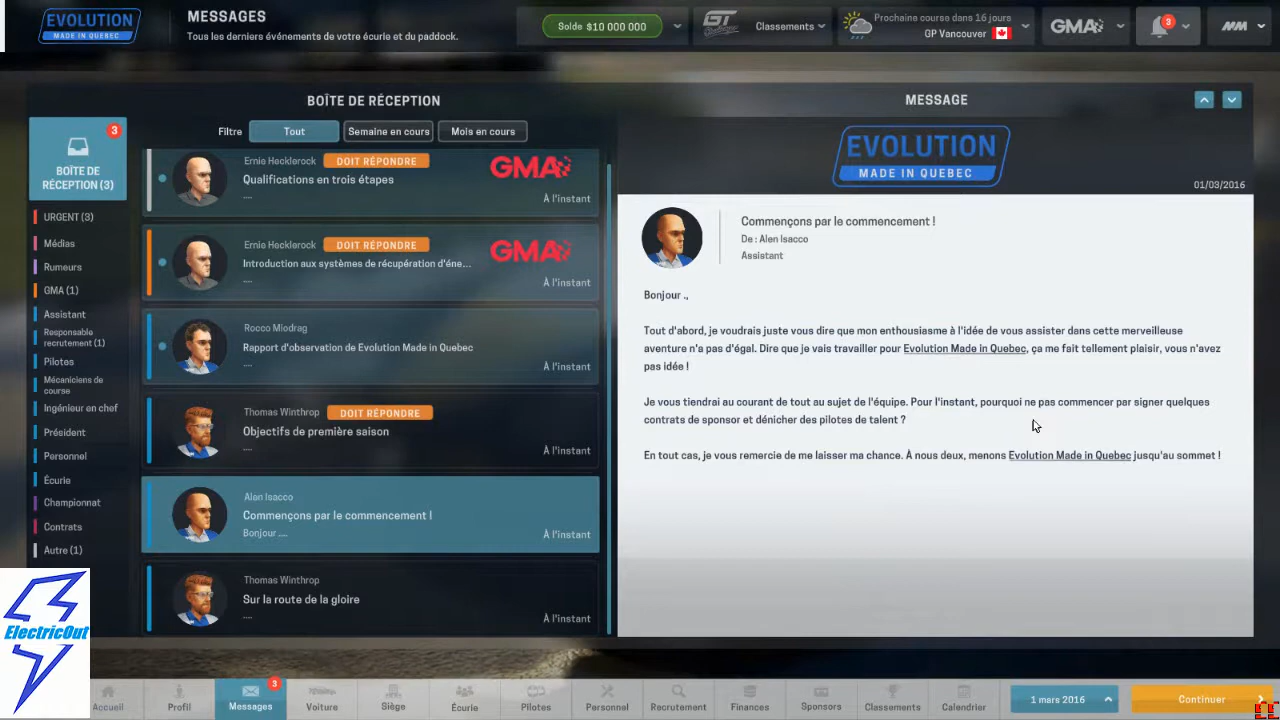 EVOLUTION
MADE IN QUEBEC
MESSAGES
Tous les derniers événements de votre écurie et du paddock.
Solde $10 000 000
GT
Classements
Prochaine course dans 16 jours
GP Vancouver
GMA
3
BOÎTE DE RÉCEPTION
Filtre
Tout
Semaine en cours
Mois en cours
3
BOÎTE DE
RÉCEPTION (3)
URGENT (3)
Médias
Rumeurs
GMA (1)
Assistant
Responsable
recrutement (1)
Pilotes
Mécaniciens de
course
Ingénieur en chef
Président
Personnel
Écurie
Championnat
Contrats
Autre (1)
Ernie Hecklerock DOIT RÉPONDRE
Qualifications en trois étapes
....
GMA
À l'instant
Ernie Hecklerock DOIT RÉPONDRE
Introduction aux systèmes de récupération d'éne...
....
GMA
À l'instant
Rocco Miodrag
Rapport d'observation de Evolution Made in Quebec
....
À l'instant
Thomas Winthrop DOIT RÉPONDRE
Objectifs de première saison
....
À l'instant
Alan Isacco
Commençons par le commencement !
Bonjour ....
À l'instant
Thomas Winthrop
Sur la route de la gloire
....
À l'instant
MESSAGE
EVOLUTION
MADE IN QUEBEC
01/03/2016
Commençons par le commencement !
De : Alen Isacco
Assistant
Bonjour .,
Tout d'abord, je voudrais juste vous dire que mon enthousiasme à l'idée de vous assister dans cette merveilleuse
aventure n'a pas d'égal. Dire que je vais travailler pour Evolution Made in Quebec, ça me fait tellement plaisir, vous n'avez
pas idée !
Je vous tiendrai au courant de tout au sujet de l'équipe. Pour l'instant, pourquoi ne pas commencer par signer quelques
contrats de sponsor et dénicher des pilotes de talent ?
En tout cas, je vous remercie de me laisser ma chance. À nous deux, menons Evolution Made in Quebec jusqu'au sommet !
ElectricOut
Accueil
Profil
Messages
3
Voiture
Siège
Écurie
Pilotes
Personnel
Recrutement
Finances
Sponsors
Classements
Calendrier
1 mars 2016
Continuer